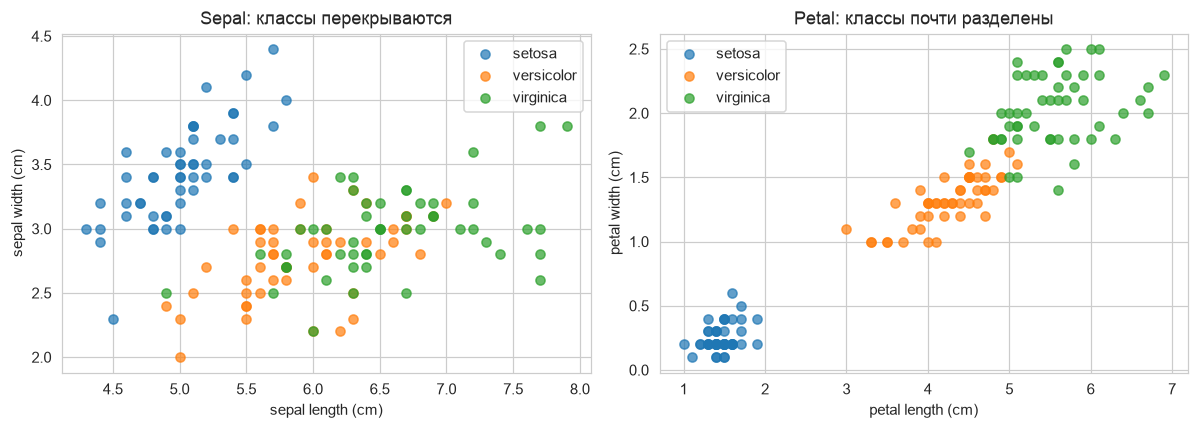 Sepal: классы перекрываются
setosa
versicolor
virginica
4.5
4.0
3.5
3.0
2.5
2.0
sepal width (cm)
4.5
5.0
5.5
6.0
6.5
7.0
7.5
8.0
sepal length (cm)
Petal: классы почти разделены
setosa
versicolor
virginica
2.5
2.0
1.5
1.0
0.5
0.0
petal width (cm)
1
2
3
4
5
6
7
petal length (cm)